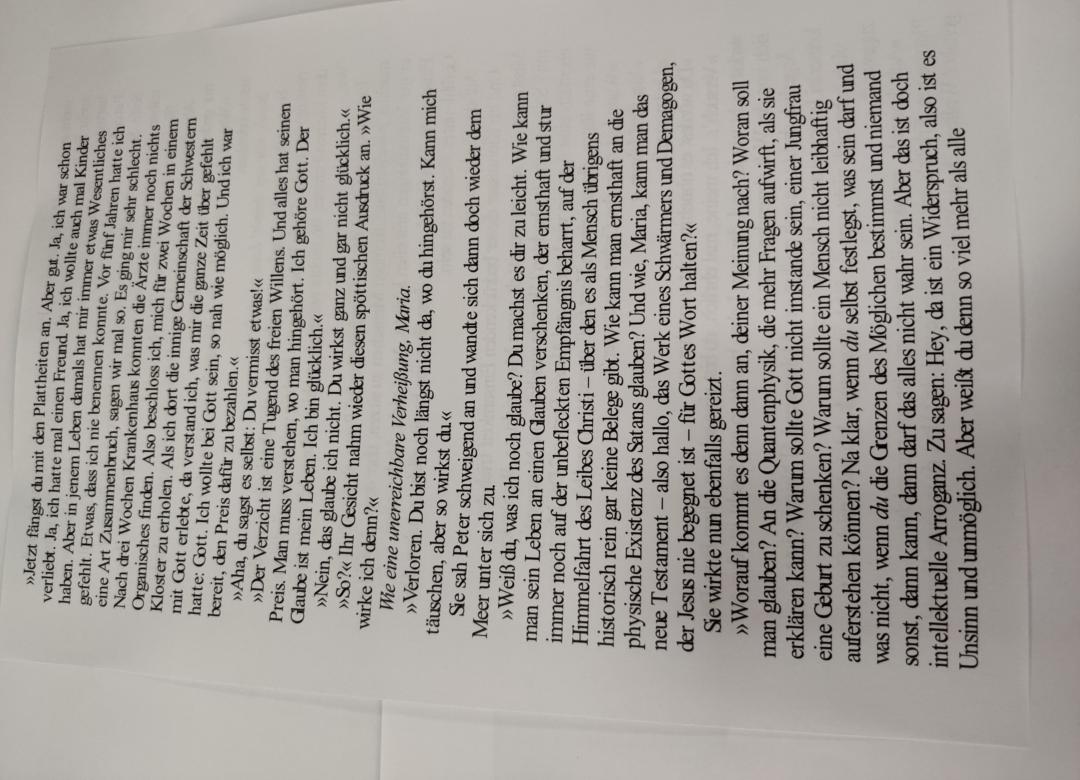 »Jetzt fängst du mit den Plattheiten an. Aber gut. Ja, ich war schon
verliebt. Ja, ich hatte mal einen Freund. Ja, ich wollte auch mal Kinder
haben. Aber in jenem Leben damals hat mir immer etwas Wesentliches
gefehlt. Etwas, dass ich nie benennen konnte. Vor fünf Jahren hatte ich
eine Art Zusammenbruch, sagen wir mal so. Es ging mir sehr schlecht.
Nach drei Wochen Krankenhaus konnten die Ärzte immer noch nichts
Organisches finden. Also beschloss ich, mich für zwei Wochen in einem
Kloster zu erholen. Als ich dort die innige Gemeinschaft der Schwestern
mit Gott erlebte, da verstand ich, was mir die ganze Zeit über gefehlt
hatte: Gott. Ich wollte bei Gott sein, so nah wie möglich. Und ich war
bereit, den Preis dafür zu bezahlen.«
»Aha, du sagst es selbst: Du vermisst etwas!«
»Der Verzicht ist eine Tugend des freien Willens. Und alles hat seinen
Preis. Man muss verstehen, wo man hingehört. Ich gehöre Gott. Der
Glaube ist mein Leben. Ich bin glücklich.«
»Nein, das glaube ich nicht. Du wirkst ganz und gar nicht glücklich.«
»So?« Ihr Gesicht nahm wieder diesen spöttischen Ausdruck an. »Wie
wirke ich denn?«
Wie eine unerreichbare Verheißung, Maria.
»Verloren. Du bist noch längst nicht da, wo du hingehörst. Kann mich
täuschen, aber so wirkst du.«
Sie sah Peter schweigend an und wandte sich dann doch wieder dem
Meer unter sich zu.
»Weißt du, was ich noch glaube? Du machst es dir zu leicht. Wie kann
man sein Leben an einen Glauben verschenken, der ernsthaft und stur
immer noch auf der unbefleckten Empfängnis beharrt, auf der
Himmelfahrt des Leibes Christi – über den es als Mensch übrigens
historisch rein gar keine Belege gibt. Wie kann man ernsthaft an die
physische Existenz des Satans glauben? Und wie, Maria, kann man das
neue Testament – also hallo, das Werk eines Schwärmers und Demagogen,
der Jesus nie begegnet ist – für Gottes Wort halten?«
Sie wirkte nun ebenfalls gereizt.
»Worauf kommt es denn dann an, deiner Meinung nach? Woran soll
man glauben? An die Quantenphysik, die mehr Fragen aufwirft, als sie
erklären kann? Warum sollte Gott nicht imstande sein, einer Jungfrau
eine Geburt zu schenken? Warum sollte ein Mensch nicht leibhaftig
auferstehen können? Na klar, wenn du selbst festlegst, was sein darf und
was nicht, wenn du die Grenzen des Möglichen bestimmst und niemand
sonst, dann kann, dann darf das alles nicht wahr sein. Aber das ist doch
intellektuelle Arroganz. Zu sagen: Hey, da ist ein Widerspruch, also ist es
Unsinn und unmöglich. Aber weißt du denn so viel mehr als alle